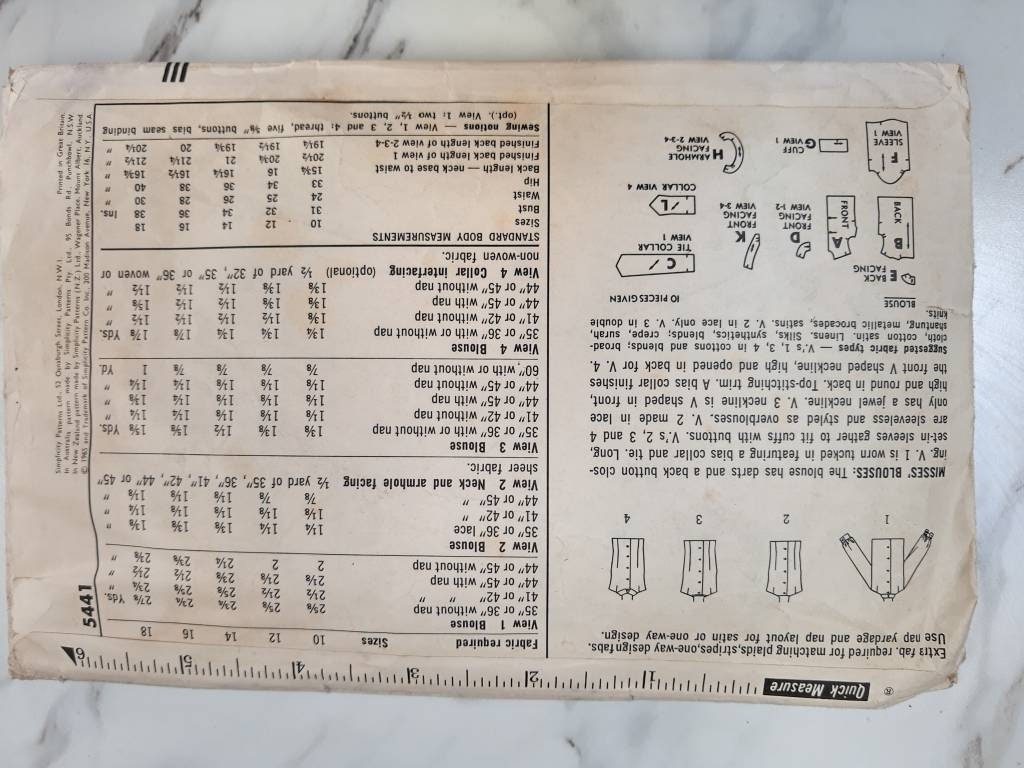 Quick Measure ®
1 2 3 4 5 6
Extra fab. required for matching plaids, stripes, one-way design fabs.
Use nap yardage and nap layout for satin or one-way design.
1 2 3 4
MISSES' BLOUSES: The blouse has darts and a back button clos-
ing. V. 1 is worn tucked in featuring a bias collar and tie. Long,
set-in sleeves gather to fit cuffs with buttons. V.'s 2, 3 and 4
are sleeveless and styled as overblouses. V. 2 made in lace
only has a jewel neckline. V. 3 neckline is V shaped in front,
high and round in back. Top-stitching trim. A bias collar finishes
the front V shaped neckline, high and opened in back for V. 4.
Suggested fabric types — V.'s 1, 3, 4 in cottons and blends; broad-
cloth, cotton satin. Linens. Silks, synthetics, blends; crepe, surah,
shantung, metallic brocades, satins. V. 2 in lace only. V. 3 in double
knits.
BLOUSE 10 PIECES GIVEN
E BACK FACING
C TIE COLLAR VIEW 1
B BACK
A FRONT
D FRONT FACING VIEW 1-2
K FRONT FACING VIEW 3-4
L COLLAR VIEW 4
F SLEEVE VIEW 1
G CUFF VIEW 1
H ARMHOLE FACING VIEW 2-3-4
5441
Fabric required Sizes 10 12 14 16 18
View 1 Blouse
35" or 36" without nap 2⅝ 2⅝ 2¾ 2¾ 2⅞ Yds.
41" or 42" " " 2½ 2½ 2⅝ 2⅝ 2¾ "
44" or 45" with nap 2⅛ 2⅛ 2⅜ 2½ 2½ "
44" or 45" without nap 2 2 2¼ 2⅜ 2⅜ "
View 2 Blouse
35" or 36" lace 1¼ 1¼ 1⅜ 1⅜ 1⅜ "
41" or 42" " 1⅛ 1⅛ 1⅛ 1¼ 1¼ "
44" or 45" " ⅞ ⅞ 1⅛ 1⅛ 1⅛ "
View 2 Neck and armhole facing ½ yard of 35", 36", 41", 42", 44" or 45"
sheer fabric.
View 3 Blouse
35" or 36" with or without nap 1⅜ 1⅜ 1½ 1⅝ 1⅝ Yds.
41" or 42" without nap 1⅛ 1⅛ 1⅛ 1¼ 1¼ "
44" or 45" with nap 1⅛ 1⅛ 1⅛ 1⅛ 1⅜ "
44" or 45" without nap 1⅛ 1⅛ 1⅛ 1¼ 1¼ "
60", with or without nap ⅞ ⅞ ⅞ ⅞ 1 Yd.
View 4 Blouse
35" or 36" with or without nap 1¾ 1¾ 1¾ 1⅞ 1⅞ Yds.
41" or 42" without nap 1⅜ 1½ 1½ 1½ 1½ "
44" or 45" with nap 1⅜ 1⅜ 1½ 1½ 1⅝ "
44" or 45" without nap 1⅜ 1⅜ 1½ 1½ 1½ "
View 4 Collar interfacing (optional) ½ yard of 32", 35" or 36" woven or
non-woven fabric.
STANDARD BODY MEASUREMENTS
Sizes 10 12 14 16 18
Bust 31 32 34 36 38 Ins.
Waist 24 25 26 28 30 "
Hip 33 34 36 38 40 "
Back length — neck base to waist 15¾ 16 16¼ 16½ 16¾ "
Finished back length of view 1 20½ 20¾ 21 21¼ 21½ "
Finished back length of view 2-3-4 19¼ 19½ 19¾ 20 20¼ "
Sewing notions — View 1, 2, 3 and 4: thread, five ⅝" buttons, bias seam binding
(opt.). View 1: two ½" buttons.
Simplicity Patterns Ltd., 52 Ounsburgh Street, London, N.W.1. Printed in Great Britain.
In Australia pattern made by Simplicity Patterns Pty. Ltd., 95 Bonds Rd., Punchbowl, N.S.W.
In New Zealand pattern made by Simplicity Patterns (N.Z.) Ltd., Wagener Place, Mount Albert, Auckland
© 1965 and Trademark of Simplicity Pattern Co. Inc. 200 Madison Avenue, New York 16, N.Y. U.S.A.